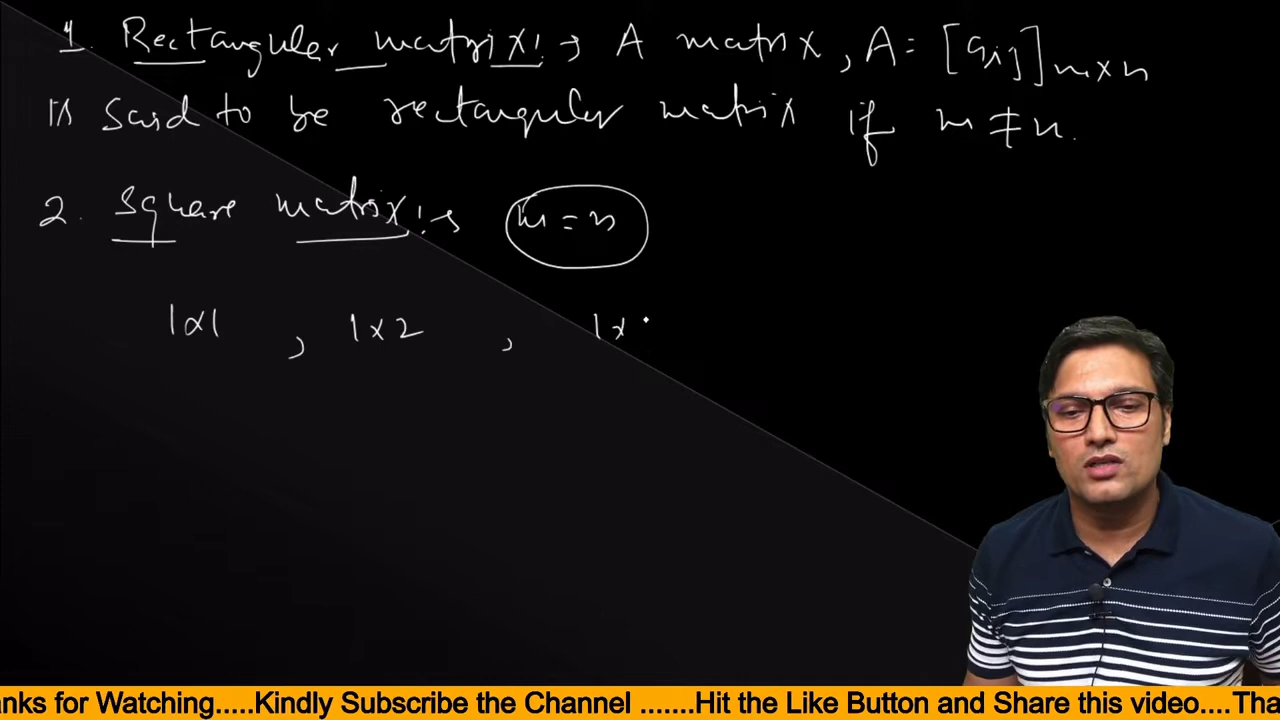 1. Rectangular matrix :→ A matrix, A = [aij]m×n
is said to be rectangular matrix if m ≠ n.
2. Square matrix :→ m = n
1×1 , 1×2 , 1×
anks for Watching.....Kindly Subscribe the Channel .......Hit the Like Button and Share this video....Tha